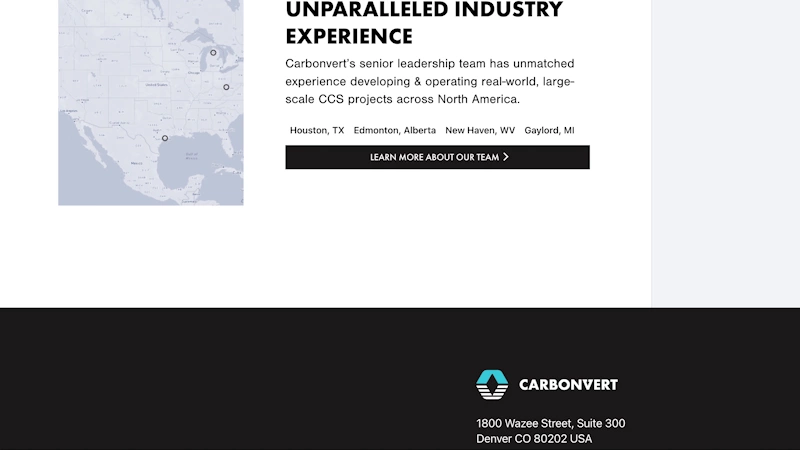 UNPARALLELED INDUSTRY
EXPERIENCE
Carbonvert's senior leadership team has unmatched
experience developing & operating real-world, large-
scale CCS projects across North America.
Houston, TX Edmonton, Alberta New Haven, WV Gaylord, MI
LEARN MORE ABOUT OUR TEAM
CARBONVERT
1800 Wazee Street, Suite 300
Denver CO 80202 USA